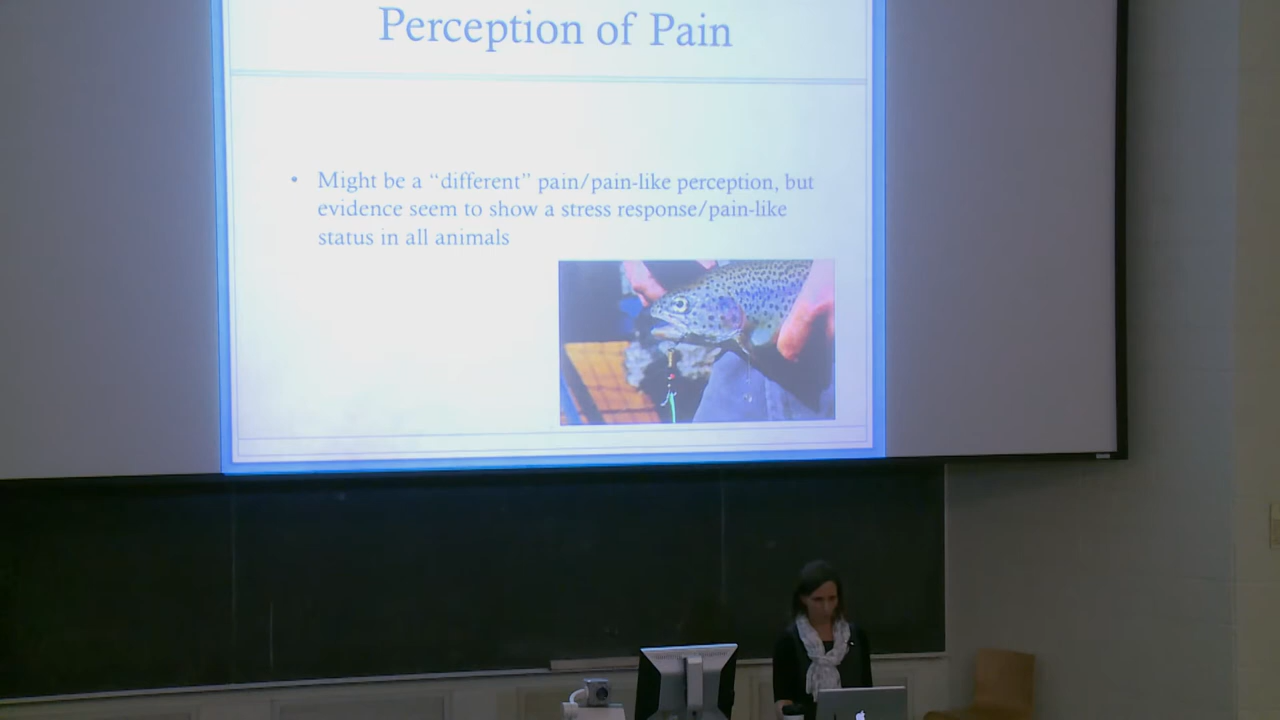 Perception of Pain
• Might be a “different” pain/pain-like perception, but
evidence seem to show a stress response/pain-like
status in all animals